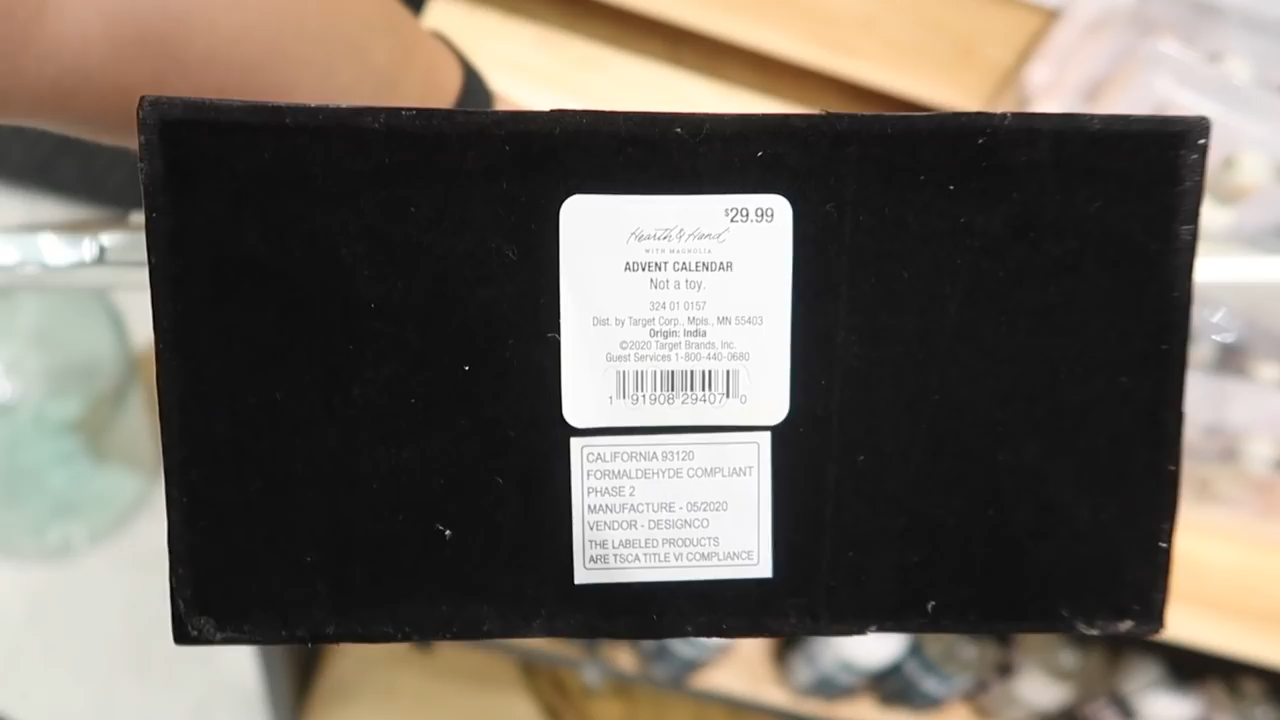 $29.99
Hearth & Hand
WITH MAGNOLIA
ADVENT CALENDAR
Not a toy.
324 01 0157
Dist. by Target Corp., Mpls., MN 55403
Origin: India
©2020 Target Brands, Inc.
Guest Services 1-800-440-0680
1 91908 29407 0
CALIFORNIA 93120
FORMALDEHYDE COMPLIANT
PHASE 2
MANUFACTURE - 05/2020
VENDOR - DESIGNCO
THE LABELED PRODUCTS
ARE TSCA TITLE VI COMPLIANCE